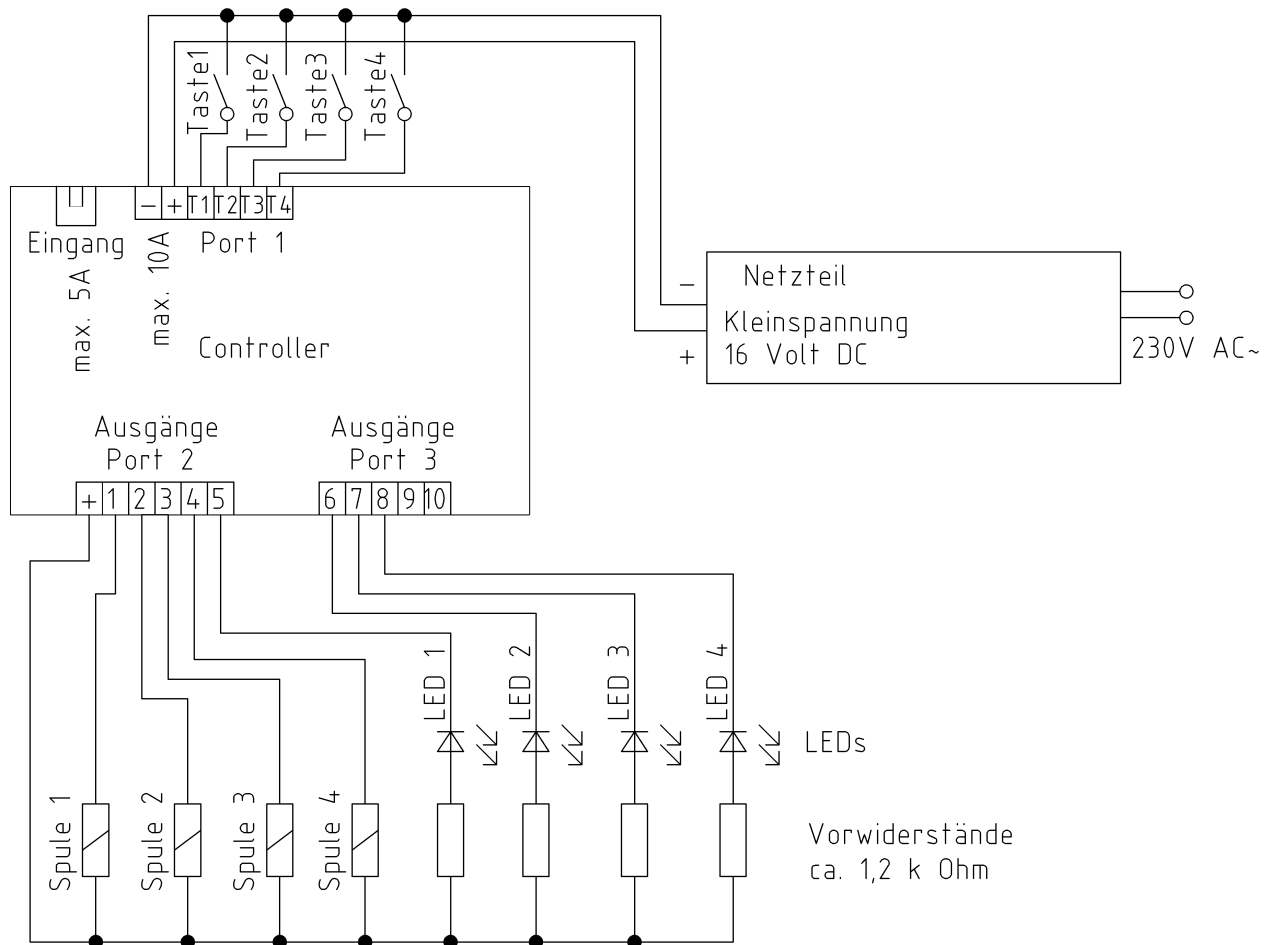 Taste1
Taste2
Taste3
Taste4
− + T1 T2 T3 T4
Eingang
max. 5A
max. 10A
Port 1
Controller
− Netzteil
Kleinspannung
+ 16 Volt DC
230V AC~
Ausgänge
Port 2
Ausgänge
Port 3
+ 1 2 3 4 5
6 7 8 9 10
LED 1
LED 2
LED 3
LED 4
LEDs
Spule 1
Spule 2
Spule 3
Spule 4
Vorwiderstände
ca. 1,2 k Ohm